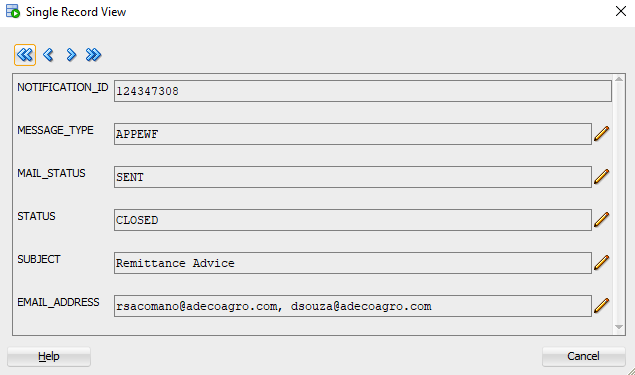 Single Record View
NOTIFICATION_ID 124347308
MESSAGE_TYPE APPEWF
MAIL_STATUS SENT
STATUS CLOSED
SUBJECT Remittance Advice
EMAIL_ADDRESS rsacomano@adecoagro.com, dsouza@adecoagro.com
Help Cancel